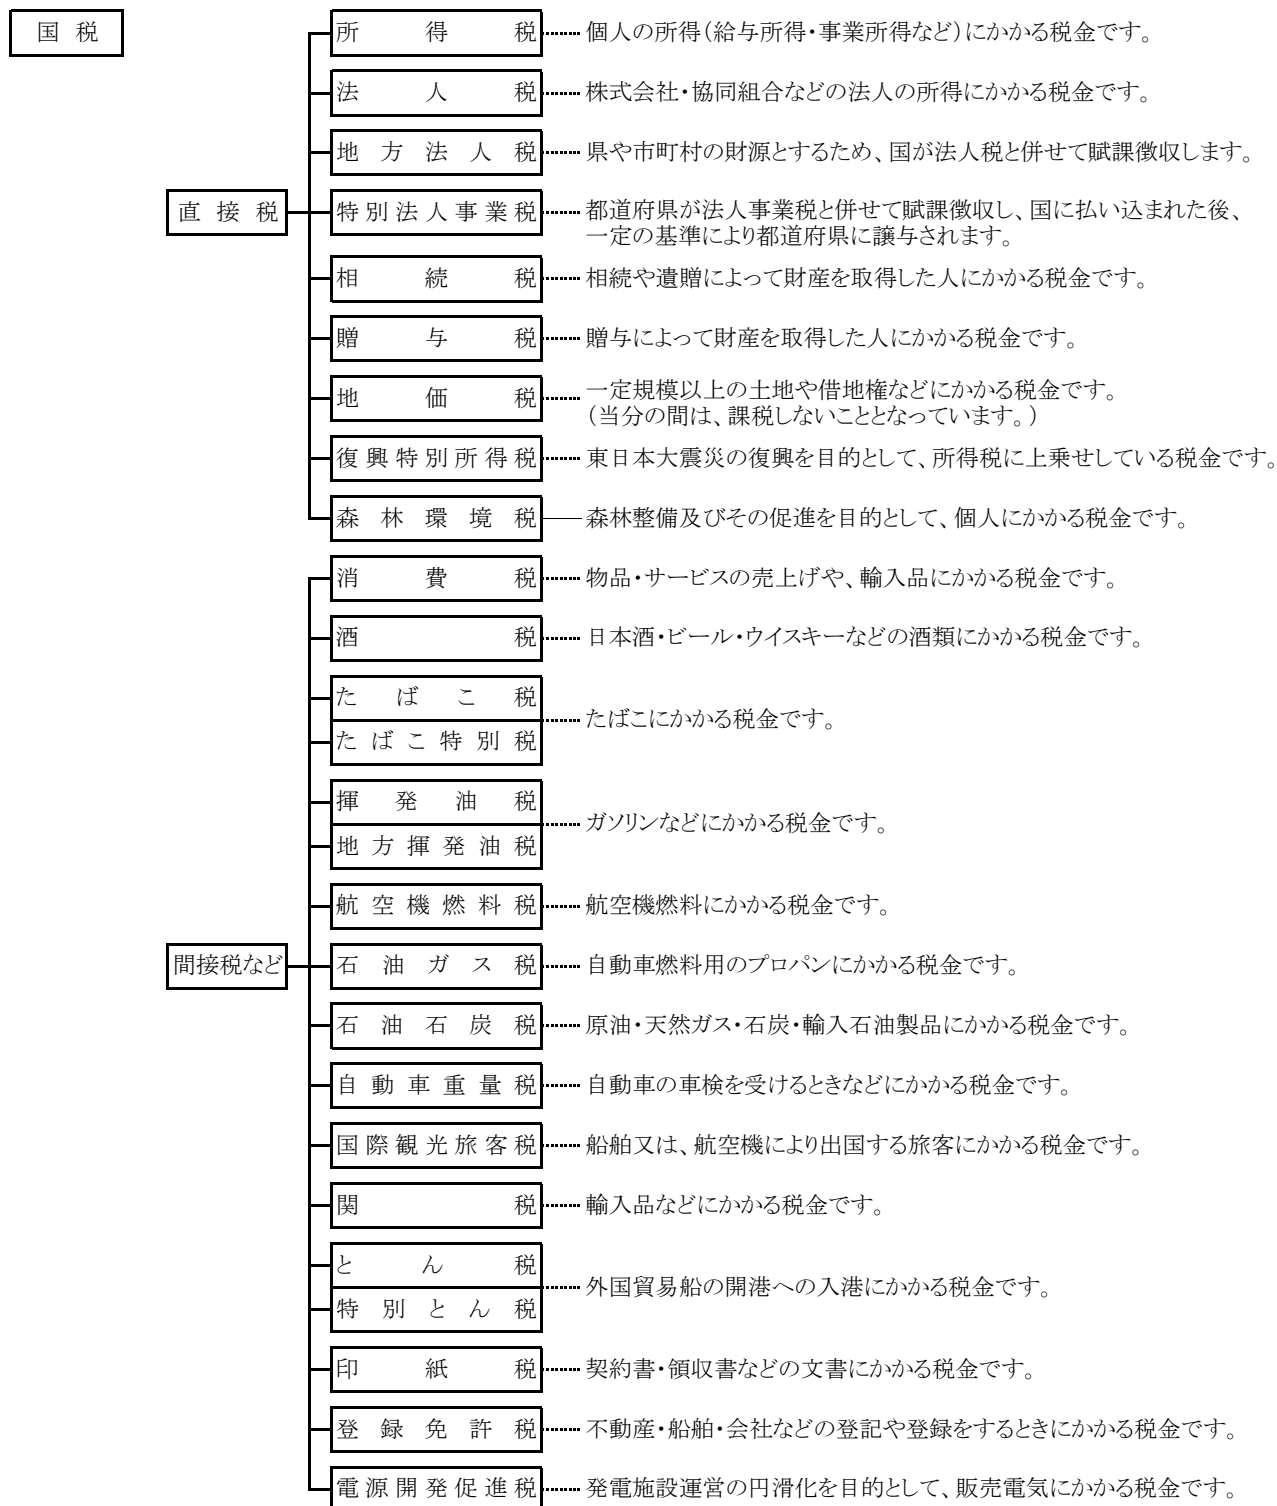 国税
直接税
所得税
個人の所得（給与所得・事業所得など）にかかる税金です。
法人税
株式会社・協同組合などの法人の所得にかかる税金です。
地方法人税
県や市町村の財源とするため、国が法人税と併せて賦課徴収します。
特別法人事業税
都道府県が法人事業税と併せて賦課徴収し、国に払い込まれた後、
一定の基準により都道府県に譲与されます。
相続税
相続や遺贈によって財産を取得した人にかかる税金です。
贈与税
贈与によって財産を取得した人にかかる税金です。
地価税
一定規模以上の土地や借地権などにかかる税金です。
（当分の間は、課税しないこととなっています。）
復興特別所得税
東日本大震災の復興を目的として、所得税に上乗せしている税金です。
森林環境税
森林整備及びその促進を目的として、個人にかかる税金です。
間接税など
消費税
物品・サービスの売上げや、輸入品にかかる税金です。
酒税
日本酒・ビール・ウイスキーなどの酒類にかかる税金です。
たばこ税
たばこ特別税
たばこにかかる税金です。
揮発油税
地方揮発油税
ガソリンなどにかかる税金です。
航空機燃料税
航空機燃料にかかる税金です。
石油ガス税
自動車燃料用のプロパンにかかる税金です。
石油石炭税
原油・天然ガス・石炭・輸入石油製品にかかる税金です。
自動車重量税
自動車の車検を受けるときなどにかかる税金です。
国際観光旅客税
船舶又は、航空機により出国する旅客にかかる税金です。
関税
輸入品などにかかる税金です。
とん税
特別とん税
外国貿易船の開港への入港にかかる税金です。
印紙税
契約書・領収書などの文書にかかる税金です。
登録免許税
不動産・船舶・会社などの登記や登録をするときにかかる税金です。
電源開発促進税
発電施設運営の円滑化を目的として、販売電気にかかる税金です。